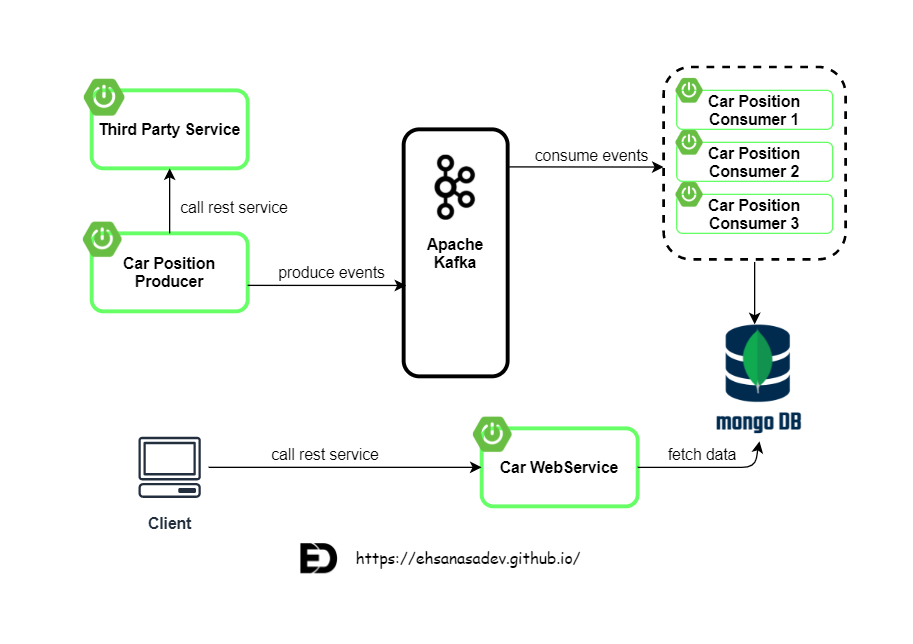 Third Party Service
call rest service
Car Position
Producer
produce events
Apache
Kafka
consume events
Car Position
Consumer 1
Car Position
Consumer 2
Car Position
Consumer 3
mongo DB
Client
call rest service
Car WebService
fetch data
ED
https://ehsanasadev.github.io/